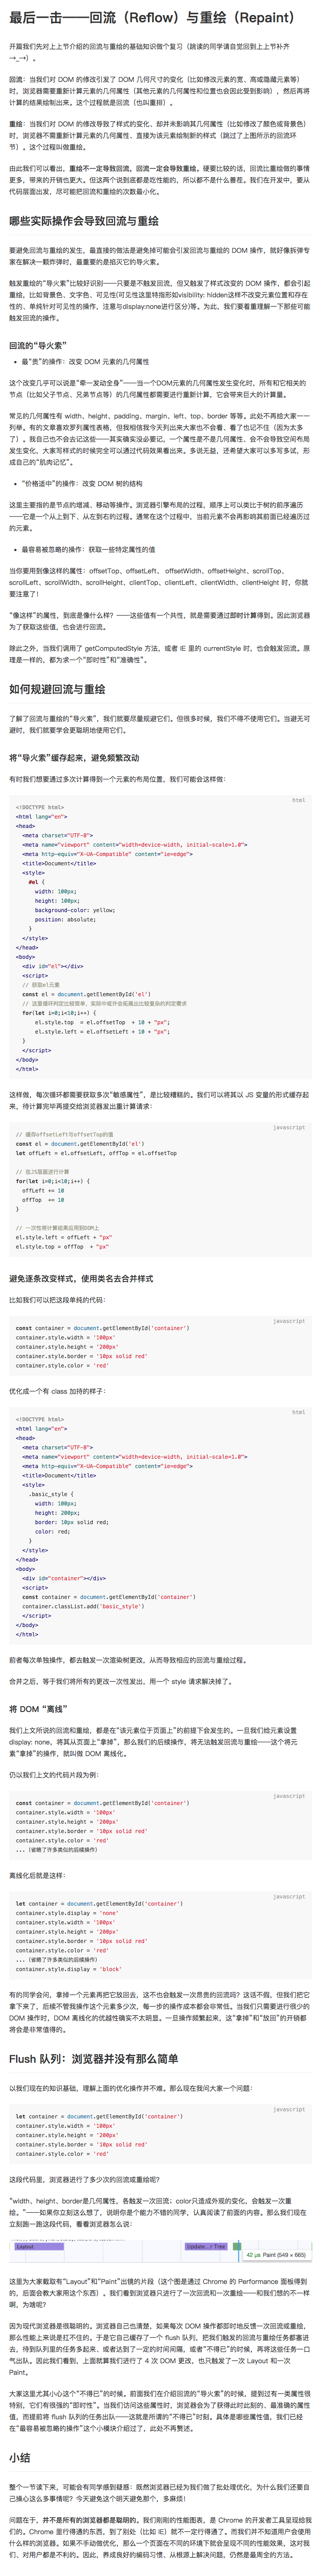 最后一击——回流（Reflow）与重绘（Repaint）
开篇我们先对上上节介绍的回流与重绘的基础知识做个复习（跳读的同学请自觉回到上上节补齐
→_→）。
回流：当我们对 DOM 的修改引发了 DOM 几何尺寸的变化（比如修改元素的宽、高或隐藏元素等）
时，浏览器需要重新计算元素的几何属性（其他元素的几何属性和位置也会因此受到影响），然后再将
计算的结果绘制出来。这个过程就是回流（也叫重排）。
重绘：当我们对 DOM 的修改导致了样式的变化、却并未影响其几何属性（比如修改了颜色或背景色）
时，浏览器不需重新计算元素的几何属性、直接为该元素绘制新的样式（跳过了上图所示的回流环
节）。这个过程叫做重绘。
由此我们可以看出，重绘不一定导致回流，回流一定会导致重绘。硬要比较的话，回流比重绘做的事情
更多，带来的开销也更大。但这两个说到底都是吃性能的，所以都不是什么善茬。我们在开发中，要从
代码层面出发，尽可能把回流和重绘的次数最小化。
哪些实际操作会导致回流与重绘
要避免回流与重绘的发生，最直接的做法是避免掉可能会引发回流与重绘的 DOM 操作，就好像拆弹专
家在解决一颗炸弹时，最重要的是掐灭它的导火索。
触发重绘的“导火索”比较好识别——只要是不触发回流，但又触发了样式改变的 DOM 操作，都会引起
重绘，比如背景色、文字色、可见性(可见性这里特指形如visibility: hidden这样不改变元素位置和存在
性的、单纯针对可见性的操作，注意与display:none进行区分)等。为此，我们要着重理解一下那些可能
触发回流的操作。
回流的“导火索”
最“贵”的操作：改变 DOM 元素的几何属性
这个改变几乎可以说是“牵一发动全身”——当一个DOM元素的几何属性发生变化时，所有和它相关的节
点（比如父子节点、兄弟节点等）的几何属性都需要进行重新计算，它会带来巨大的计算量。
常见的几何属性有 width、height、padding、margin、left、top、border 等等。此处不再给大家一一
列举。有的文章喜欢罗列属性表格，但我相信我今天列出来大家也不会看、看了也记不住（因为太多
了）。我自己也不会去记这些——其实确实没必要记，一个属性是不是几何属性、会不会导致空间布局
发生变化，大家写样式的时候完全可以通过代码效果看出来。多说无益，还希望大家可以多写多试，形
成自己的“肌肉记忆”。
“价格适中”的操作：改变 DOM 树的结构
这里主要指的是节点的增减、移动等操作。浏览器引擎布局的过程，顺序上可以类比于树的前序遍历
——它是一个从上到下、从左到右的过程。通常在这个过程中，当前元素不会再影响其前面已经遍历过
的元素。
最容易被忽略的操作：获取一些特定属性的值
当你要用到像这样的属性：offsetTop、offsetLeft、 offsetWidth、offsetHeight、scrollTop、
scrollLeft、scrollWidth、scrollHeight、clientTop、clientLeft、clientWidth、clientHeight 时，你就
要注意了！
“像这样”的属性，到底是像什么样？——这些值有一个共性，就是需要通过即时计算得到。因此浏览器
为了获取这些值，也会进行回流。
除此之外，当我们调用了 getComputedStyle 方法，或者 IE 里的 currentStyle 时，也会触发回流。原
理是一样的，都为求一个“即时性”和“准确性”。
如何规避回流与重绘
了解了回流与重绘的“导火索”，我们就要尽量规避它们。但很多时候，我们不得不使用它们。当避无可
避时，我们就要学会更聪明地使用它们。
将“导火索”缓存起来，避免频繁改动
有时我们想要通过多次计算得到一个元素的布局位置，我们可能会这样做：
html
<!DOCTYPE html>
<html lang="en">
<head>
<meta charset="UTF-8">
<meta name="viewport" content="width=device-width, initial-scale=1.0">
<meta http-equiv="X-UA-Compatible" content="ie=edge">
<title>Document</title>
<style>
#el {
width: 100px;
height: 100px;
background-color: yellow;
position: absolute;
}
</style>
</head>
<body>
<div id="el"></div>
<script>
// 获取el元素
const el = document.getElementById('el')
// 这里循环判定比较简单，实际中或许会拓展出比较复杂的判定需求
for(let i=0;i<10;i++) {
el.style.top  = el.offsetTop  + 10 + "px";
el.style.left = el.offsetLeft + 10 + "px";
}
</script>
</body>
</html>
这样做，每次循环都需要获取多次“敏感属性”，是比较糟糕的。我们可以将其以 JS 变量的形式缓存起
来，待计算完毕再提交给浏览器发出重计算请求：
javascript
// 缓存offsetLeft与offsetTop的值
const el = document.getElementById('el')
let offLeft = el.offsetLeft, offTop = el.offsetTop
// 在JS层面进行计算
for(let i=0;i<10;i++) {
offLeft += 10
offTop  += 10
}
// 一次性将计算结果应用到DOM上
el.style.left = offLeft + "px"
el.style.top = offTop  + "px"
避免逐条改变样式，使用类名去合并样式
比如我们可以把这段单纯的代码：
javascript
const container = document.getElementById('container')
container.style.width = '100px'
container.style.height = '200px'
container.style.border = '10px solid red'
container.style.color = 'red'
优化成一个有 class 加持的样子：
html
<!DOCTYPE html>
<html lang="en">
<head>
<meta charset="UTF-8">
<meta name="viewport" content="width=device-width, initial-scale=1.0">
<meta http-equiv="X-UA-Compatible" content="ie=edge">
<title>Document</title>
<style>
.basic_style {
width: 100px;
height: 200px;
border: 10px solid red;
color: red;
}
</style>
</head>
<body>
<div id="container"></div>
<script>
const container = document.getElementById('container')
container.classList.add('basic_style')
</script>
</body>
</html>
前者每次单独操作，都去触发一次渲染树更改，从而导致相应的回流与重绘过程。
合并之后，等于我们将所有的更改一次性发出，用一个 style 请求解决掉了。
将 DOM “离线”
我们上文所说的回流和重绘，都是在“该元素位于页面上”的前提下会发生的。一旦我们给元素设置
display: none，将其从页面上“拿掉”，那么我们的后续操作，将无法触发回流与重绘——这个将元
素“拿掉”的操作，就叫做 DOM 离线化。
仍以我们上文的代码片段为例：
javascript
const container = document.getElementById('container')
container.style.width = '100px'
container.style.height = '200px'
container.style.border = '10px solid red'
container.style.color = 'red'
...（省略了许多类似的后续操作）
离线化后就是这样：
javascript
let container = document.getElementById('container')
container.style.display = 'none'
container.style.width = '100px'
container.style.height = '200px'
container.style.border = '10px solid red'
container.style.color = 'red'
...（省略了许多类似的后续操作）
container.style.display = 'block'
有的同学会问，拿掉一个元素再把它放回去，这不也会触发一次昂贵的回流吗？这话不假，但我们把它
拿下来了，后续不管我操作这个元素多少次，每一步的操作成本都会非常低。当我们只需要进行很少的
DOM 操作时，DOM 离线化的优越性确实不太明显。一旦操作频繁起来，这“拿掉”和“放回”的开销都
将会是非常值得的。
Flush 队列：浏览器并没有那么简单
以我们现在的知识基础，理解上面的优化操作并不难。那么现在我问大家一个问题：
javascript
let container = document.getElementById('container')
container.style.width = '100px'
container.style.height = '200px'
container.style.border = '10px solid red'
container.style.color = 'red'
这段代码里，浏览器进行了多少次的回流或重绘呢？
“width、height、border是几何属性，各触发一次回流；color只造成外观的变化，会触发一次重
绘。”——如果你立刻这么想了，说明你是个能力不错的同学，认真阅读了前面的内容。那么我们现在
立刻跑一跑这段代码，看看浏览器怎么说：
Layout
Update...r Tree
42 μs Paint (549 × 665)
这里为大家截取有“Layout”和“Paint”出镜的片段（这个图是通过 Chrome 的 Performance 面板得到
的，后面会教大家用这个东西）。我们看到浏览器只进行了一次回流和一次重绘——和我们想的不一样
啊，为啥呢？
因为现代浏览器是很聪明的。浏览器自己也清楚，如果每次 DOM 操作都即时地反馈一次回流或重绘，
那么性能上来说是扛不住的。于是它自己缓存了一个 flush 队列，把我们触发的回流与重绘任务都塞进
去，待到队列里的任务多起来、或者达到了一定的时间间隔，或者“不得已”的时候，再将这些任务一口
气出队。因此我们看到，上面就算我们进行了 4 次 DOM 更改，也只触发了一次 Layout 和一次
Paint。
大家这里尤其小心这个“不得已”的时候。前面我们在介绍回流的“导火索”的时候，提到过有一类属性很
特别，它们有很强的“即时性”。当我们访问这些属性时，浏览器会为了获得此时此刻的、最准确的属性
值，而提前将 flush 队列的任务出队——这就是所谓的“不得已”时刻。具体是哪些属性值，我们已经
在“最容易被忽略的操作”这个小模块介绍过了，此处不再赘述。
小结
整个一节读下来，可能会有同学感到疑惑：既然浏览器已经为我们做了批处理优化，为什么我们还要自
己操心这么多事情呢？今天避免这个明天避免那个，多麻烦！
问题在于，并不是所有的浏览器都是聪明的。我们刚刚的性能图表，是 Chrome 的开发者工具呈现给我
们的。Chrome 里行得通的东西，到了别处（比如 IE）就不一定行得通了。而我们并不知道用户会使用
什么样的浏览器。如果不手动做优化，那么一个页面在不同的环境下就会呈现不同的性能效果，这对我
们、对用户都是不利的。因此，养成良好的编码习惯、从根源上解决问题，仍然是最周全的方法。